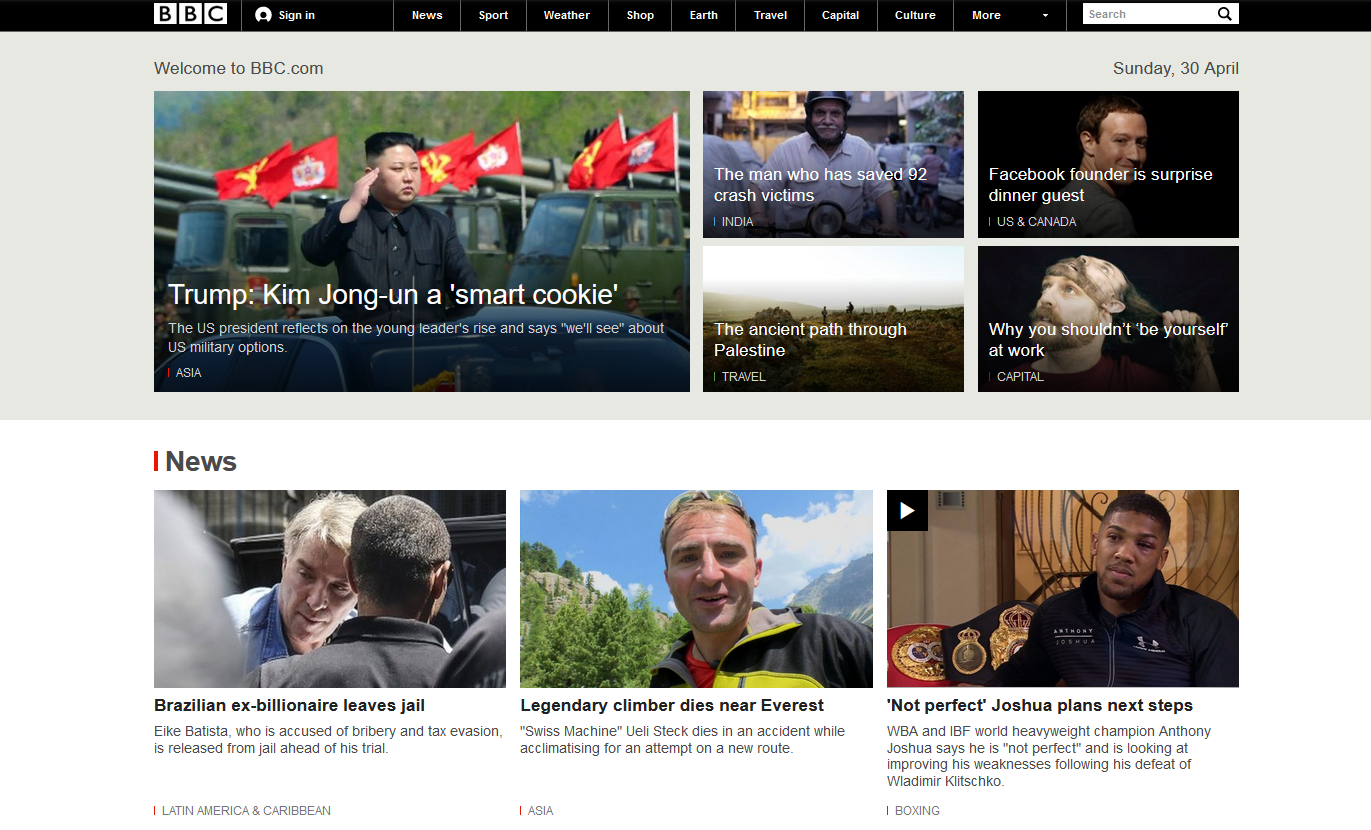 BBC
Sign in
News
Sport
Weather
Shop
Earth
Travel
Capital
Culture
More
Search
Welcome to BBC.com
Sunday, 30 April
Trump: Kim Jong-un a 'smart cookie'
The US president reflects on the young leader's rise and says "we'll see" about
US military options.
ASIA
The man who has saved 92
crash victims
INDIA
Facebook founder is surprise
dinner guest
US & CANADA
The ancient path through
Palestine
TRAVEL
Why you shouldn’t ‘be yourself’
at work
CAPITAL
News
Brazilian ex-billionaire leaves jail
Eike Batista, who is accused of bribery and tax evasion,
is released from jail ahead of his trial.
LATIN AMERICA & CARIBBEAN
Legendary climber dies near Everest
"Swiss Machine" Ueli Steck dies in an accident while
acclimatising for an attempt on a new route.
ASIA
ANTHONY
JOSHUA
'Not perfect' Joshua plans next steps
WBA and IBF world heavyweight champion Anthony
Joshua says he is "not perfect" and is looking at
improving his weaknesses following his defeat of
Wladimir Klitschko.
BOXING